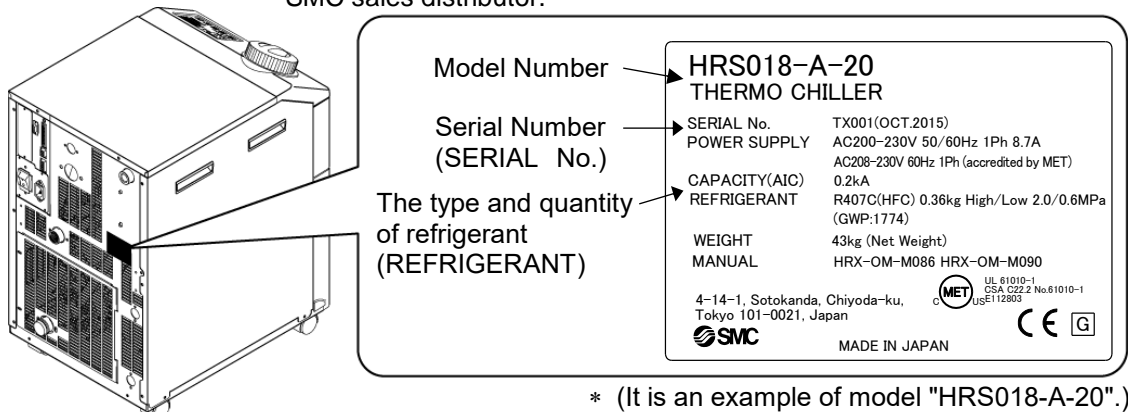 SMC sales distributor.
Model Number
Serial Number
(SERIAL No.)
The type and quantity
of refrigerant
(REFRIGERANT)
HRS018-A-20
THERMO CHILLER
SERIAL No. TX001(OCT.2015)
POWER SUPPLY AC200-230V 50/60Hz 1Ph 8.7A
AC208-230V 60Hz 1Ph (accredited by MET)
CAPACITY(AIC) 0.2kA
REFRIGERANT R407C(HFC) 0.36kg High/Low 2.0/0.6MPa
(GWP:1774)
WEIGHT 43kg (Net Weight)
MANUAL HRX-OM-M086 HRX-OM-M090
4-14-1, Sotokanda, Chiyoda-ku,
Tokyo 101-0021, Japan
C MET US
UL 61010-1
CSA C22.2 No.61010-1
E112803
CE G
SMC
MADE IN JAPAN
* (It is an example of model "HRS018-A-20".)